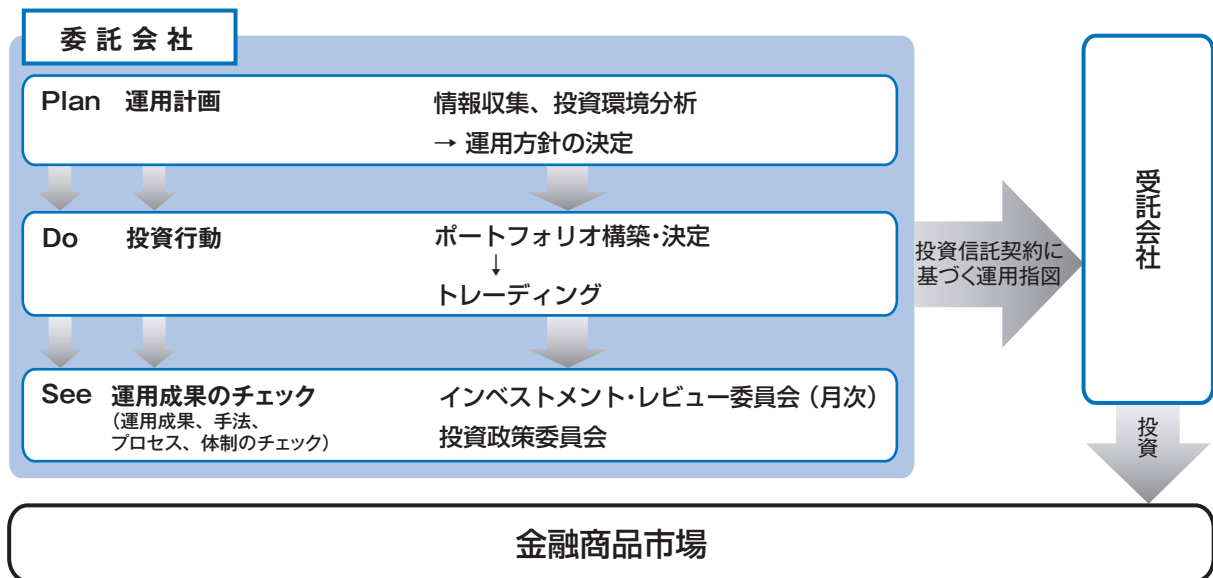 委託会社
Plan 運用計画
情報収集、投資環境分析
→ 運用方針の決定
Do 投資行動
ポートフォリオ構築・決定
↓
トレーディング
See 運用成果のチェック
(運用成果、手法、
プロセス、体制のチェック)
インベストメント・レビュー委員会(月次)
投資政策委員会
投資信託契約に
基づく運用指図
受託会社
投資
金融商品市場